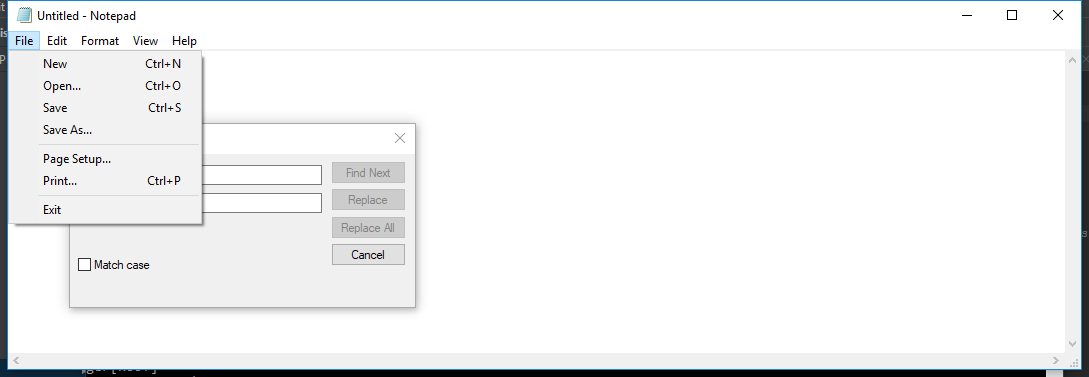 Untitled - Notepad
File Edit Format View Help
New Ctrl+N
Open... Ctrl+O
Save Ctrl+S
Save As...
Page Setup...
Print... Ctrl+P
Exit
Find Next
Replace
Replace All
Cancel
Match case